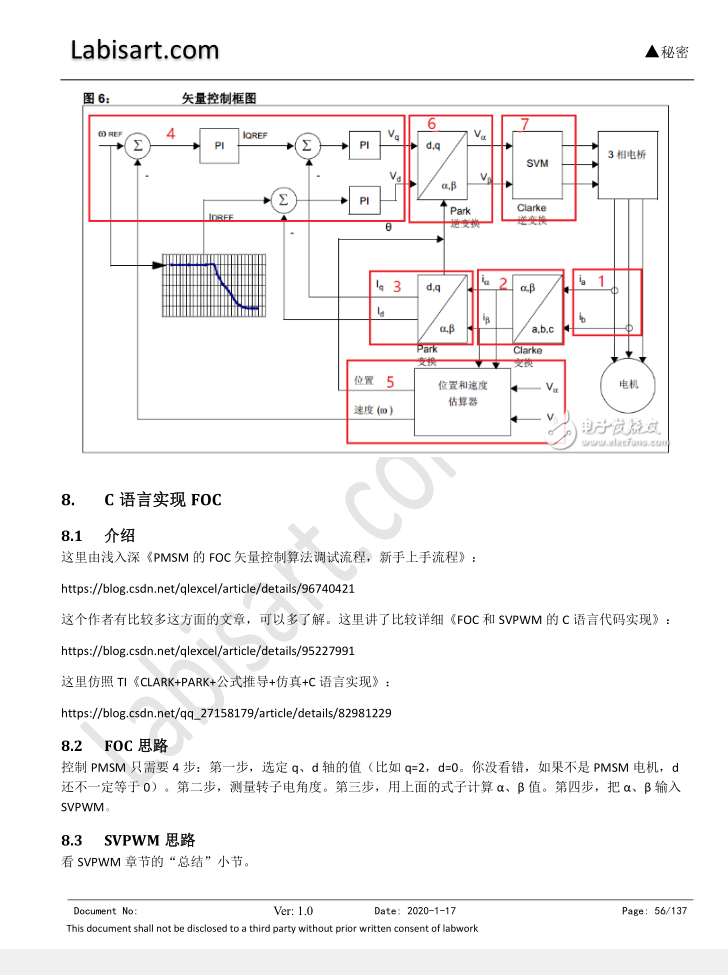 Labisart.com
▲秘密
图 6： 矢量控制框图
ω REF
4
PI
IQREF
Σ
Σ
PI
Vq
6
d,q
α,β
Vα
7
SVM
3 相电桥
-
-
Σ
Vd
PI
Vβ
Park
逆变换
Clarke
逆变换
IDREF
-
θ
Iq
3
d,q
iα
2
α,β
ia
1
Id
α,β
iβ
a,b,c
ib
Park
变换
Clarke
变换
位置
5
位置和速度
估算器
Vα
速度 (ω)
V
电机
电子发烧友
www.elecfans.com
Labisart.com
8. C 语言实现 FOC
8.1 介绍
这里由浅入深《PMSM 的 FOC 矢量控制算法调试流程，新手上手流程》：
https://blog.csdn.net/qlexcel/article/details/96740421
这个作者有比较多这方面的文章，可以多了解。这里讲了比较详细《FOC 和 SVPWM 的 C 语言代码实现》：
https://blog.csdn.net/qlexcel/article/details/95227991
这里仿照 TI《CLARK+PARK+公式推导+仿真+C 语言实现》：
https://blog.csdn.net/qq_27158179/article/details/82981229
8.2 FOC 思路
控制 PMSM 只需要 4 步：第一步，选定 q、d 轴的值（比如 q=2，d=0。你没看错，如果不是 PMSM 电机，d
还不一定等于 0）。第二步，测量转子电角度。第三步，用上面的式子计算 α、β 值。第四步，把 α、β 输入
SVPWM。
8.3 SVPWM 思路
看 SVPWM 章节的“总结”小节。
Document No: Ver: 1.0 Date: 2020-1-17 Page: 56/137
This document shall not be disclosed to a third party without prior written consent of labwork